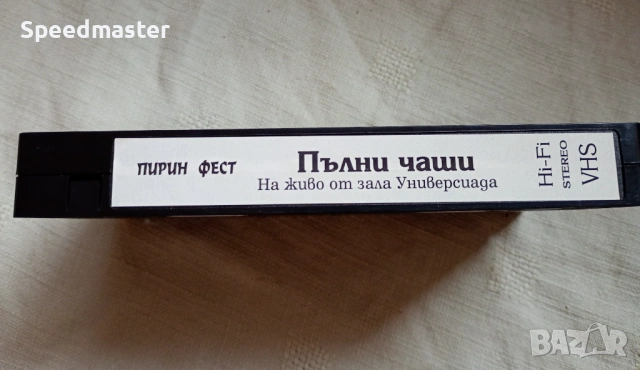 Speedmaster
ПИРИН ФЕСТ
Пълни чаши
На живо от зала Универсиада
Hi-Fi
STEREO
VHS
BAZAR